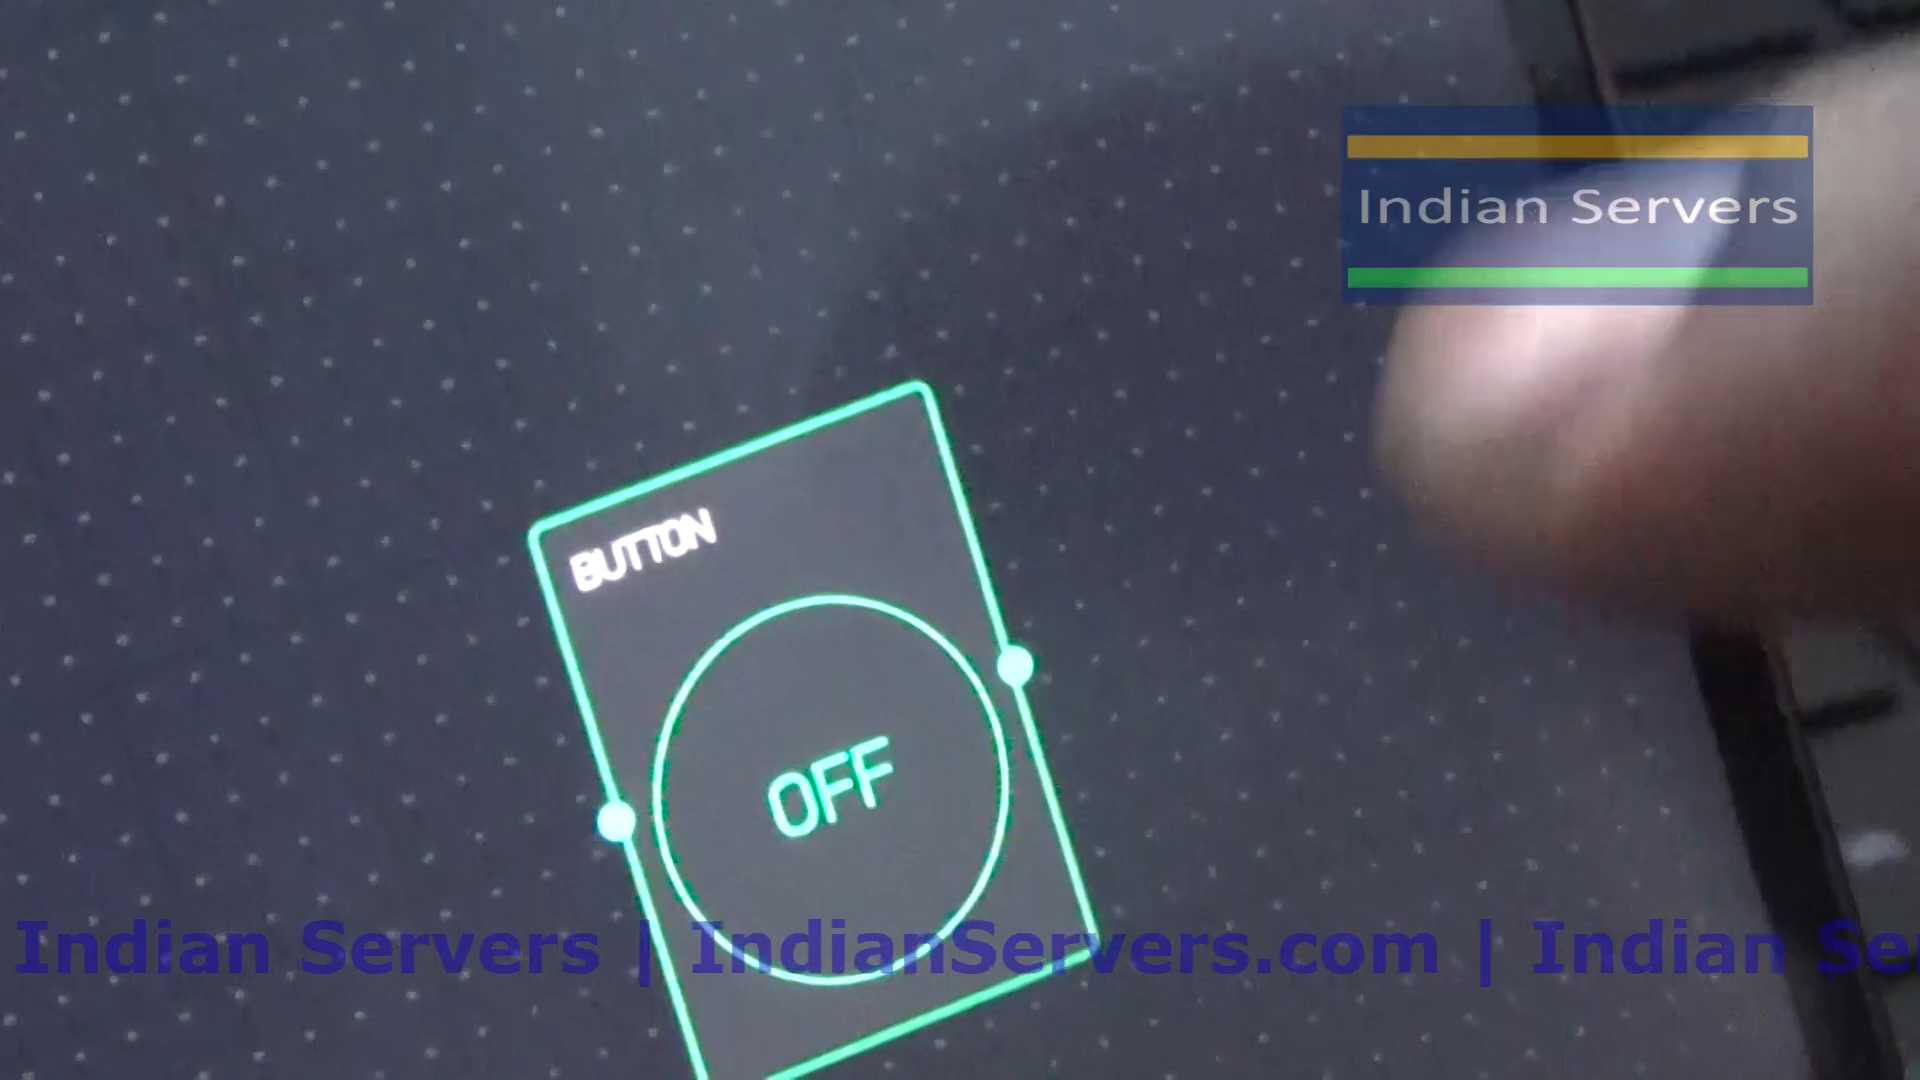 Indian Servers
BUTTON
OFF
Indian Servers | IndianServers.com | Indian Se